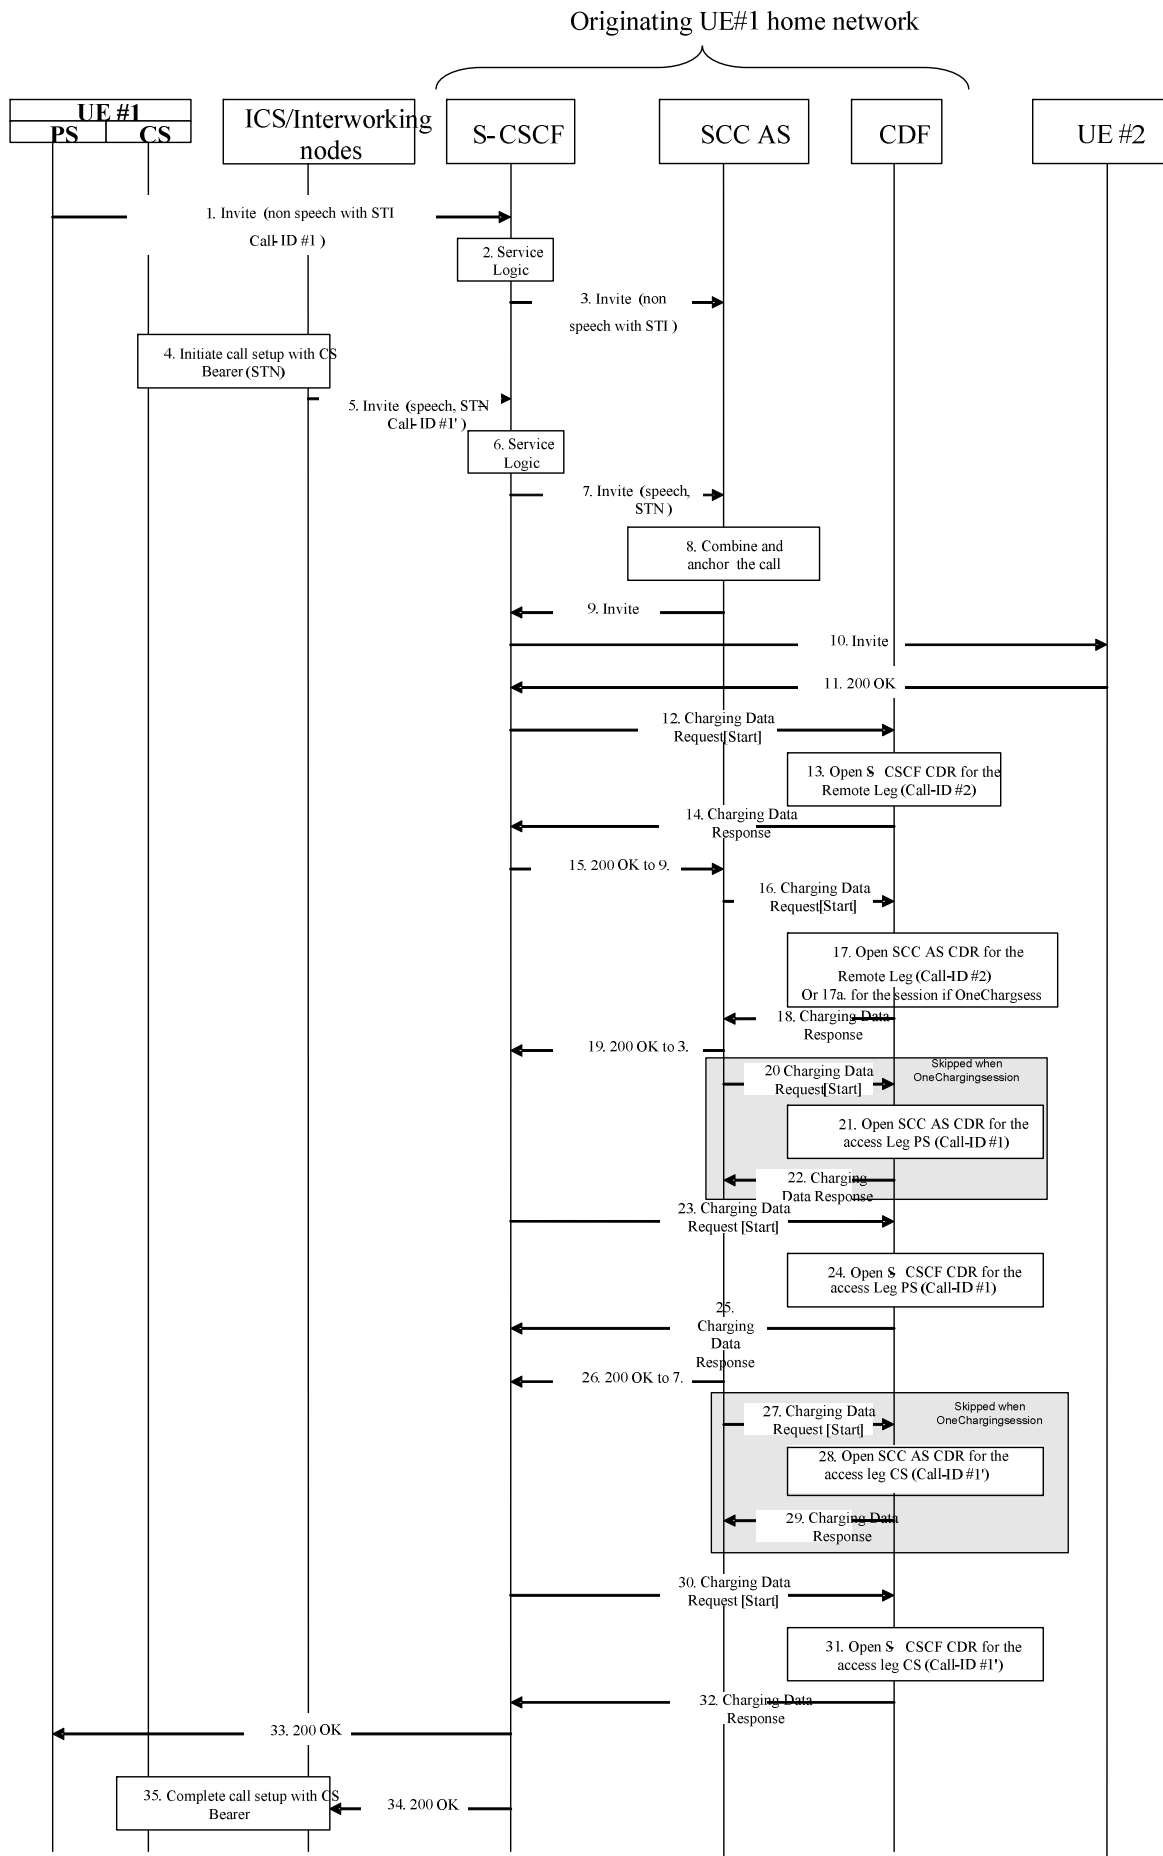 Originating UE#1 home network
UE #1
PS CS
ICS/Interworking
nodes
S-CSCF
SCC AS
CDF
UE #2
1. Invite (non speech with STI
Call-ID #1 )
2. Service
Logic
3. Invite (non
speech with STI )
4. Initiate call setup with CS
Bearer (STN)
5. Invite (speech, STN
Call-ID #1' )
6. Service
Logic
7. Invite (speech,
STN )
8. Combine and
anchor the call
9. Invite
10. Invite
11. 200 OK
12. Charging Data
Request[Start]
13. Open S- CSCF CDR for the
Remote Leg (Call-ID #2)
14. Charging Data
Response
15. 200 OK to 9.
16. Charging Data
Request[Start]
17. Open SCC AS CDR for the
Remote Leg (Call-ID #2)
Or 17a. for the session if OneChargsess
18. Charging Data
Response
19. 200 OK to 3.
Skipped when
OneChargingsession
20 Charging Data
Request[Start]
21. Open SCC AS CDR for the
access Leg PS (Call-ID #1)
22. Charging
Data Response
23. Charging Data
Request [Start]
24. Open S- CSCF CDR for the
access Leg PS (Call-ID #1)
25.
Charging
Data
Response
26. 200 OK to 7.
27. Charging Data
Request [Start]
Skipped when
OneChargingsession
28. Open SCC AS CDR for the
access leg CS (Call-ID #1')
29. Charging Data
Response
30. Charging Data
Request [Start]
31. Open S- CSCF CDR for the
access leg CS (Call-ID #1')
32. Charging Data
Response
33. 200 OK
34. 200 OK
35. Complete call setup with CS
Bearer